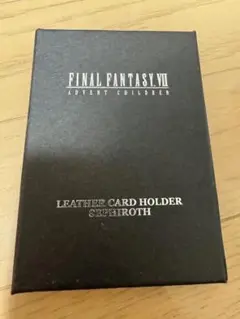 FINAL FANTASY VII
ADVENT CHILDREN
LEATHER CARD HOLDER
SEPHIROTH